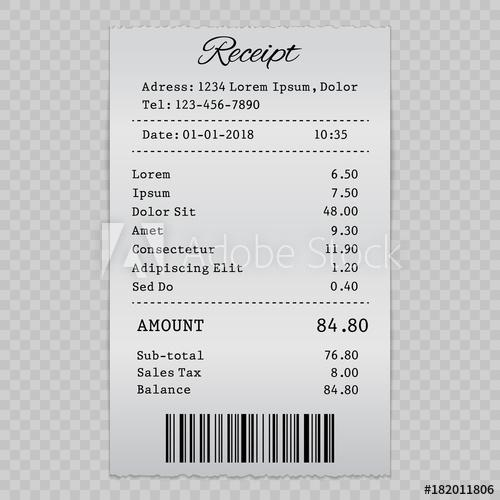 Receipt
Adress: 1234 Lorem Ipsum, Dolor
Tel: 123-456-7890
Date: 01-01-2018 10:35
Lorem 6.50
Ipsum 7.50
Dolor Sit 48.00
Amet 9.30
Consectetur 11.90
Adipiscing Elit 1.20
Sed Do 0.40
AMOUNT 84.80
Sub-total 76.80
Sales Tax 8.00
Balance 84.80
Adobe Stock
#182011806